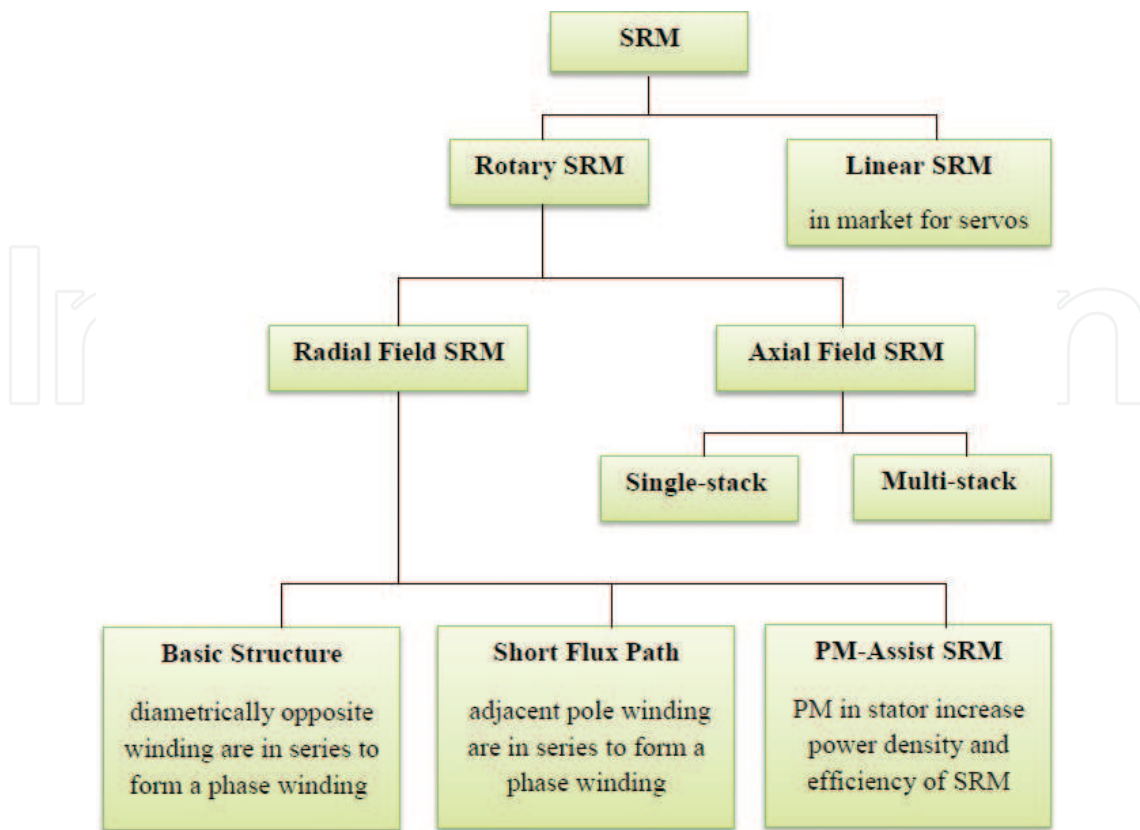 SRM
Rotary SRM
Linear SRM
in market for servos
Radial Field SRM
Axial Field SRM
Single-stack
Multi-stack
Basic Structure
diametrically opposite
winding are in series to
form a phase winding
Short Flux Path
adjacent pole winding
are in series to form a
phase winding
PM-Assist SRM
PM in stator increase
power density and
efficiency of SRM